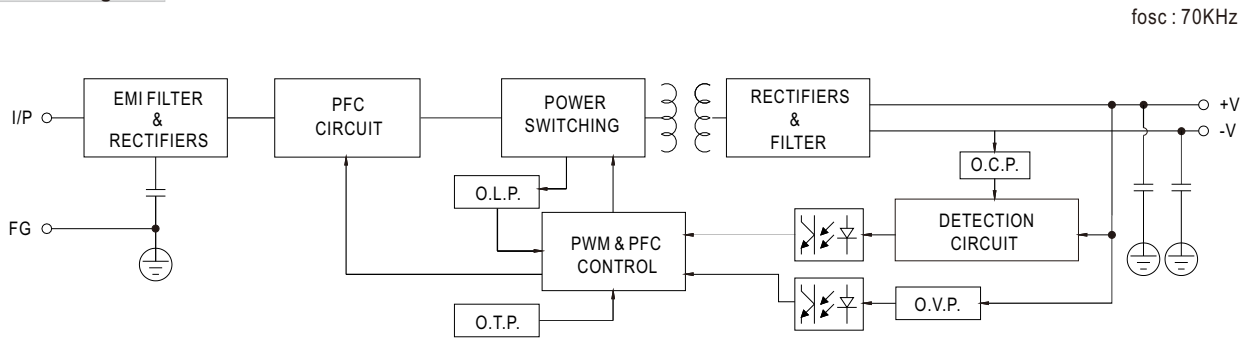 fosc : 70KHz
I/P
EMI FILTER
&
RECTIFIERS
PFC
CIRCUIT
POWER
SWITCHING
RECTIFIERS
&
FILTER
+V
-V
O.C.P.
O.L.P.
DETECTION
CIRCUIT
FG
PWM & PFC
CONTROL
O.V.P.
O.T.P.